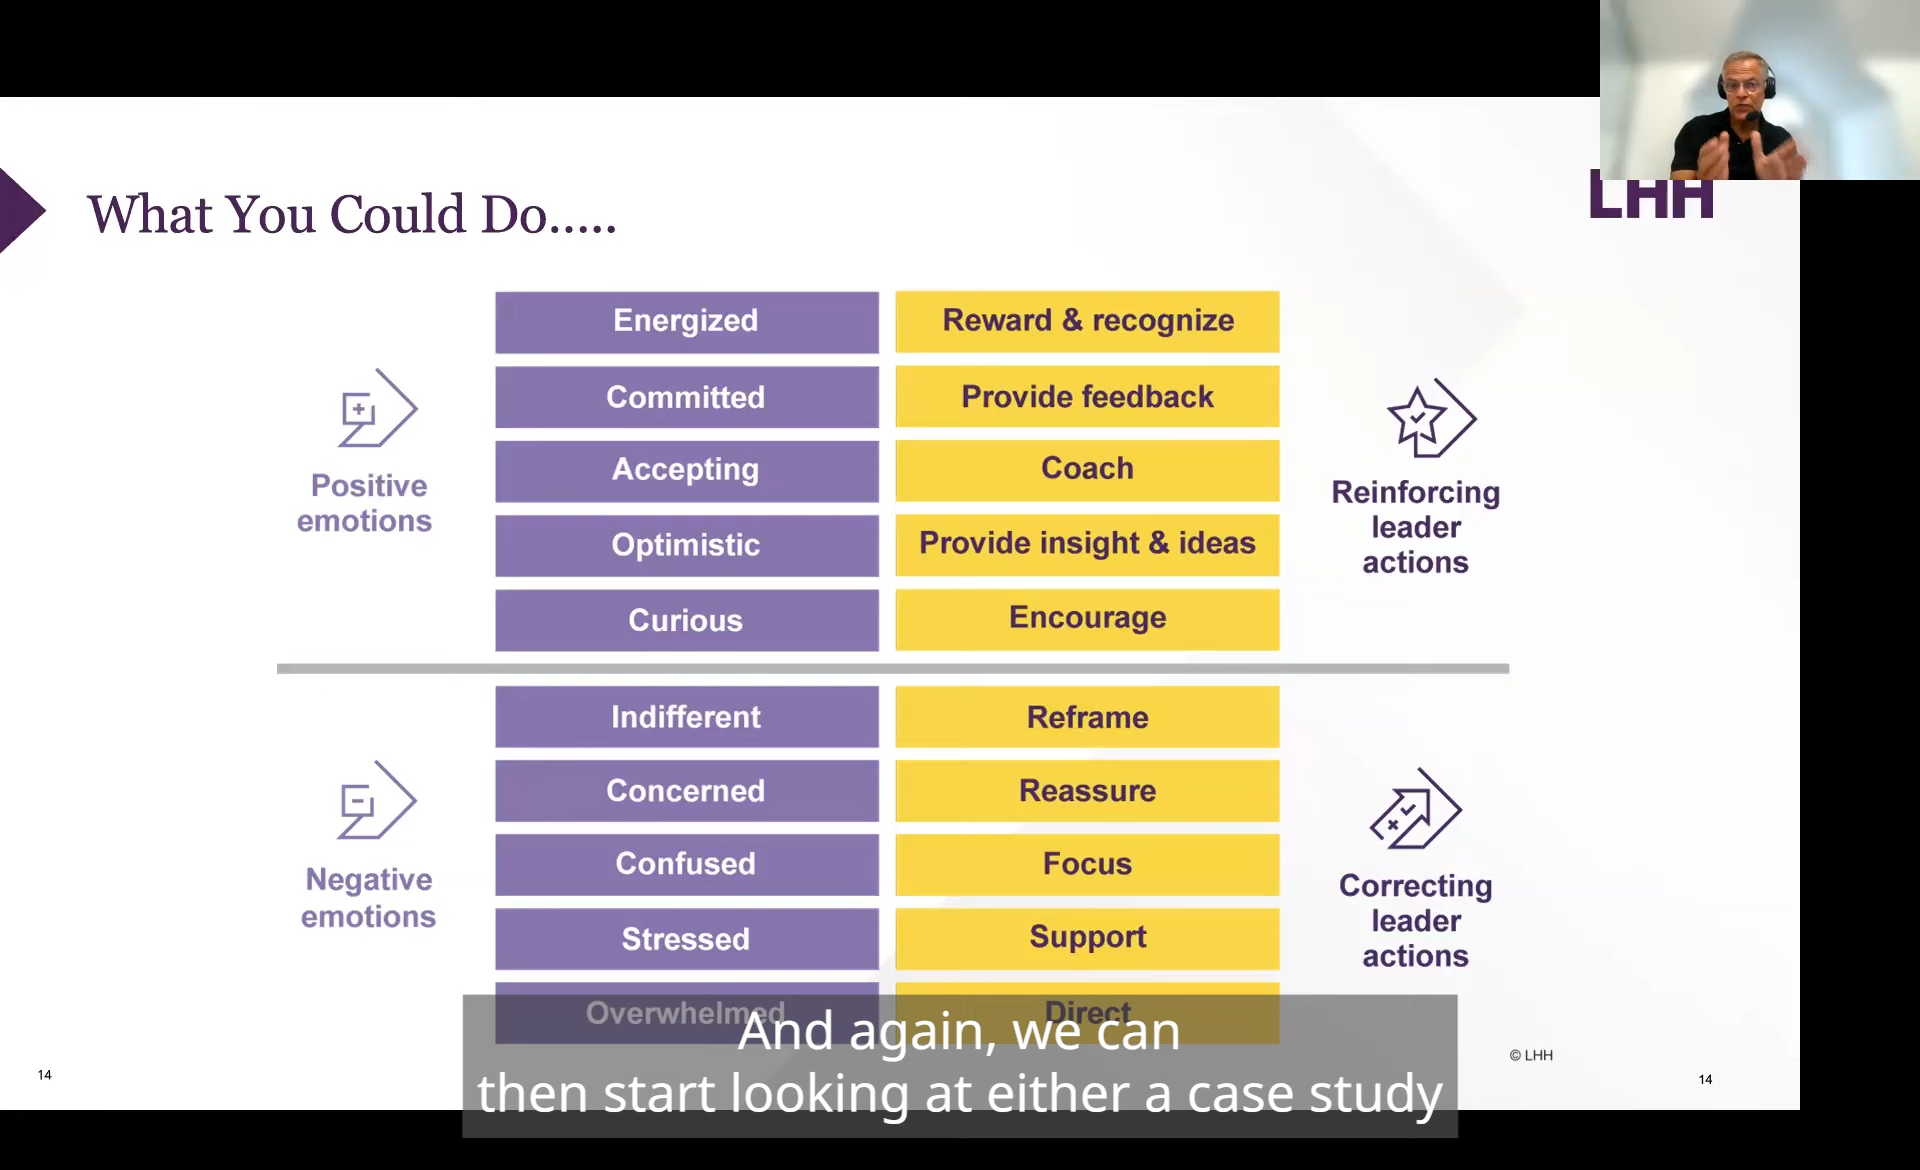 What You Could Do.....
LHH
Energized
Reward & recognize
Committed
Provide feedback
Accepting
Coach
Optimistic
Provide insight & ideas
Curious
Encourage
Positive
emotions
Reinforcing
leader
actions
Indifferent
Reframe
Concerned
Reassure
Confused
Focus
Stressed
Support
Overwhelmed
Direct
Negative
emotions
Correcting
leader
actions
And again, we can
then start looking at either a case study
© LHH
14
14